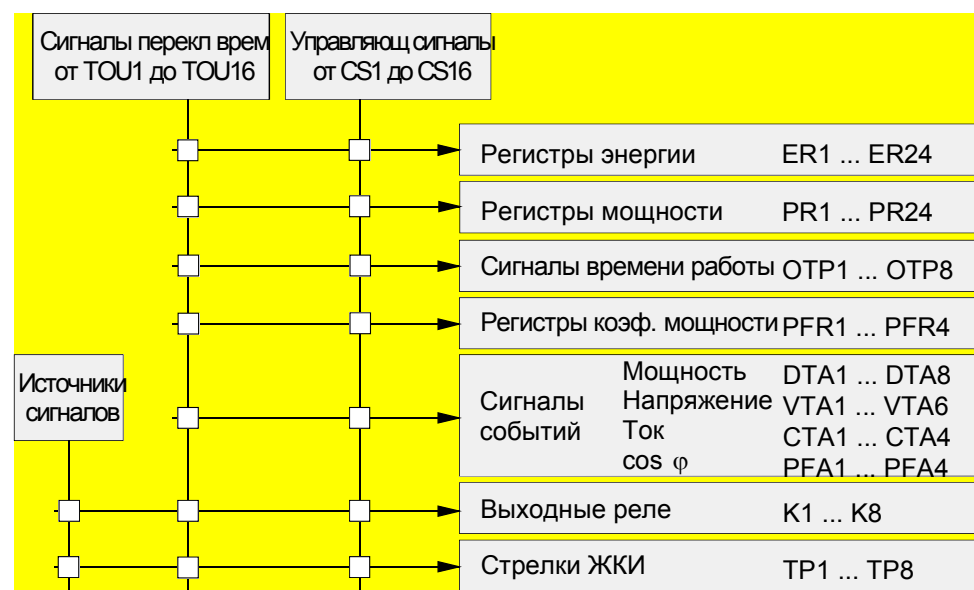 Сигналы перекл врем
от TOU1 до TOU16
Управляющ сигналы
от CS1 до CS16
Регистры энергии ER1 ... ER24
Регистры мощности PR1 ... PR24
Сигналы времени работы OTP1 ... OTP8
Регистры коэф. мощности PFR1 ... PFR4
Источники
сигналов
Сигналы
событий
Мощность DTA1 ... DTA8
Напряжение VTA1 ... VTA6
Ток CTA1 ... CTA4
cos φ PFA1 ... PFA4
Выходные реле K1 ... K8
Стрелки ЖКИ TP1 ... TP8